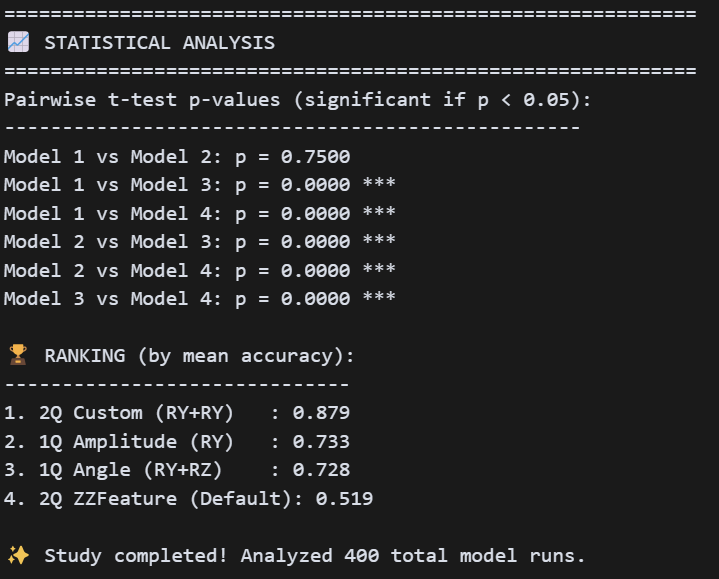 ============================================================
📈 STATISTICAL ANALYSIS
============================================================
Pairwise t-test p-values (significant if p < 0.05):
--------------------------------------------------
Model 1 vs Model 2: p = 0.7500
Model 1 vs Model 3: p = 0.0000 ***
Model 1 vs Model 4: p = 0.0000 ***
Model 2 vs Model 3: p = 0.0000 ***
Model 2 vs Model 4: p = 0.0000 ***
Model 3 vs Model 4: p = 0.0000 ***
🏆 RANKING (by mean accuracy):
------------------------------
1. 2Q Custom (RY+RY)   : 0.879
2. 1Q Amplitude (RY)   : 0.733
3. 1Q Angle (RY+RZ)    : 0.728
4. 2Q ZZFeature (Default): 0.519
✨ Study completed! Analyzed 400 total model runs.